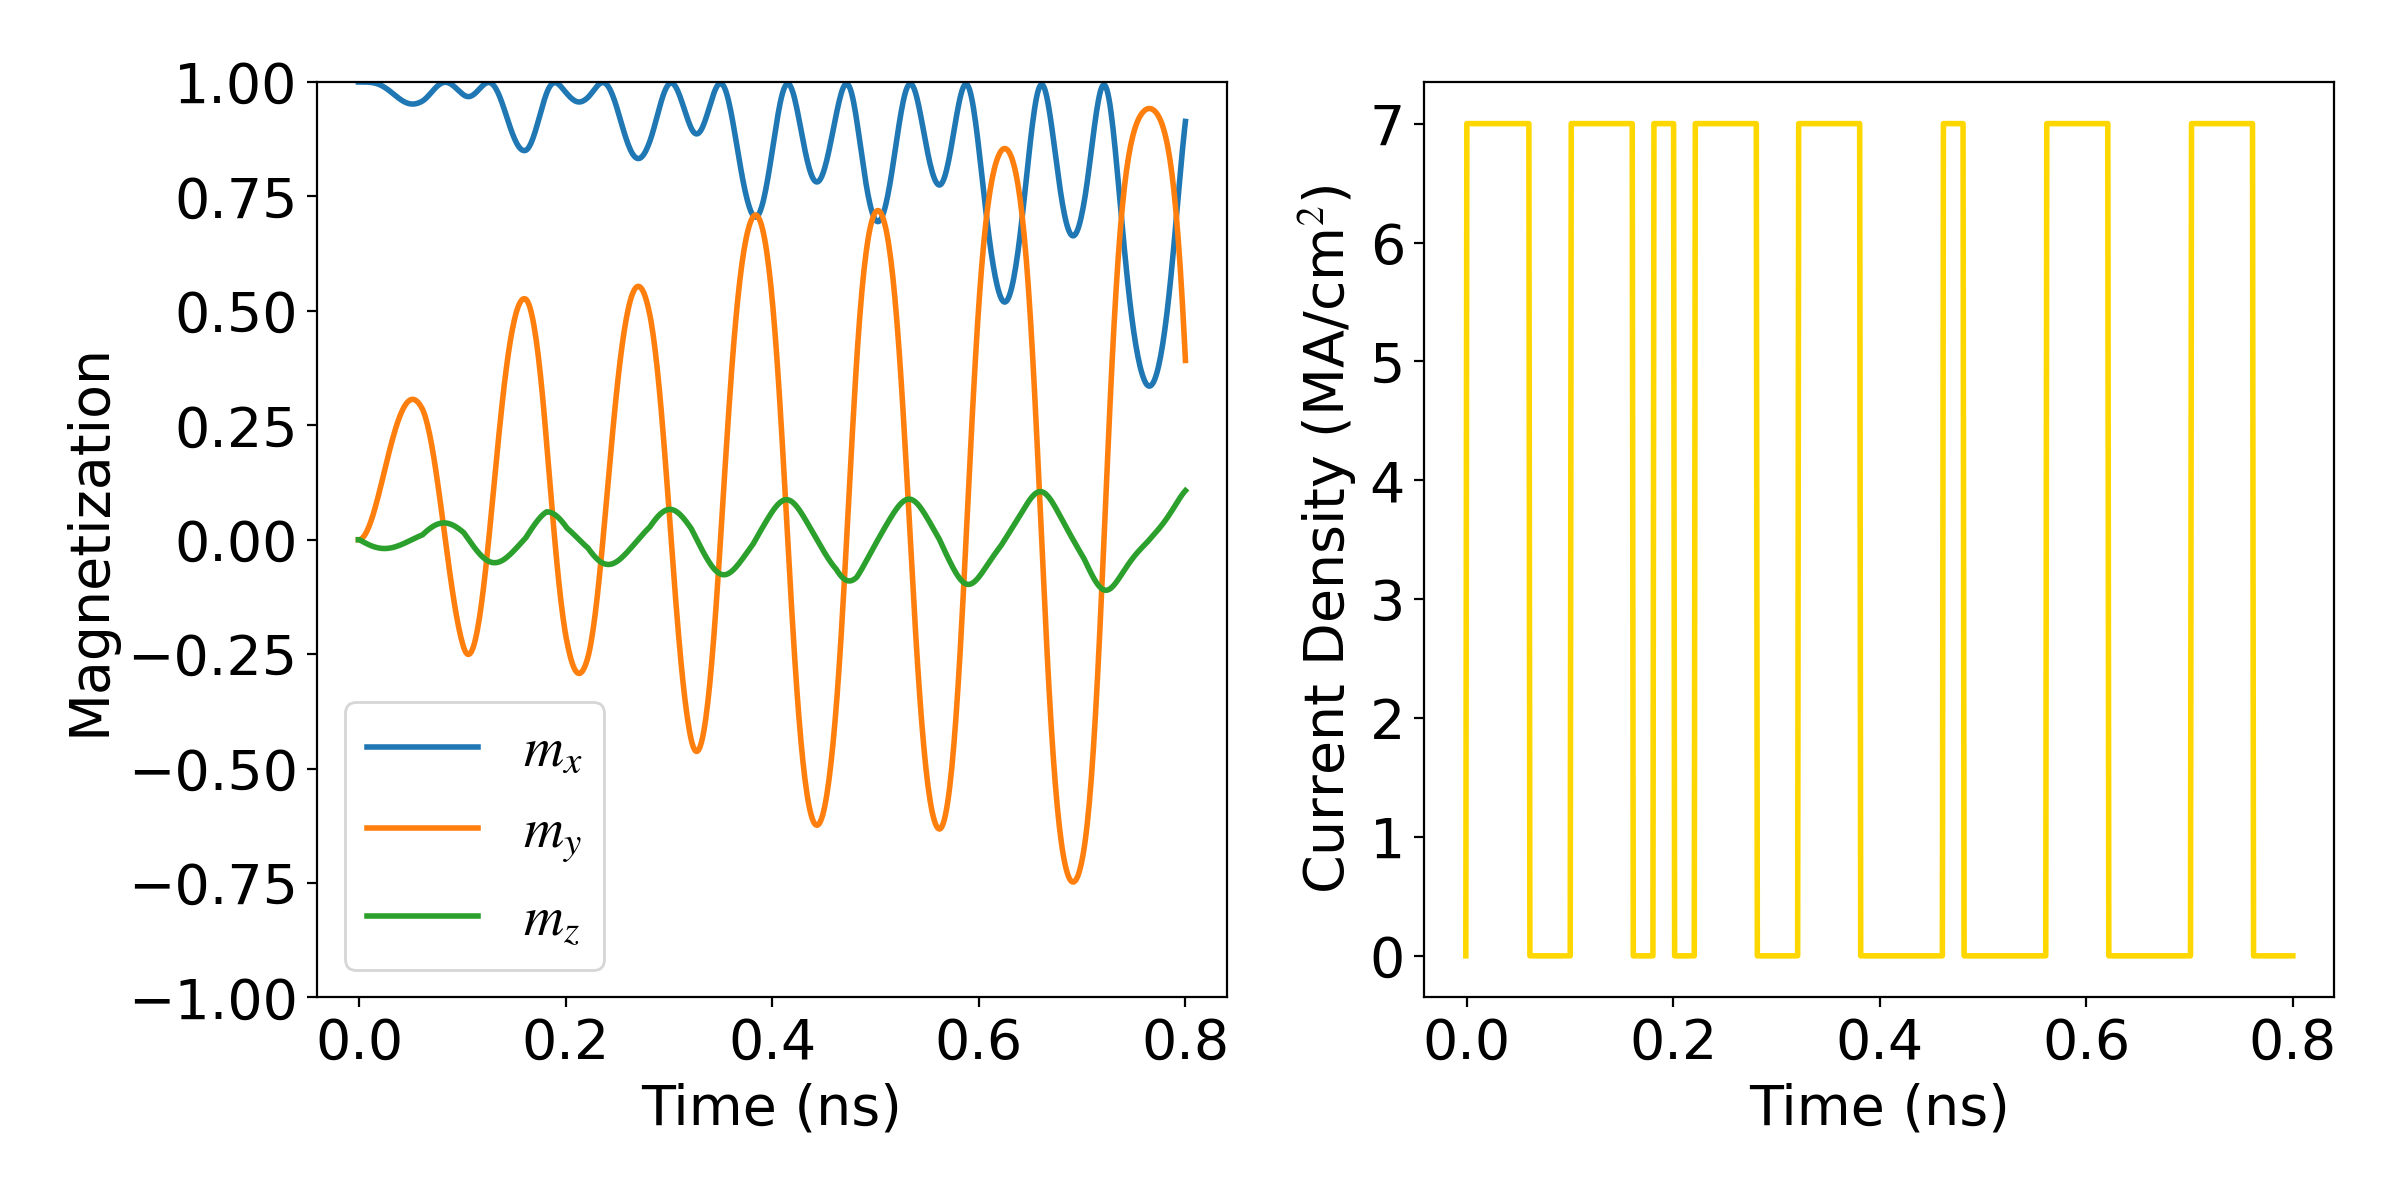 1.00
0.75
0.50
0.25
0.00
−0.25
−0.50
−0.75
−1.00
Magnetization
m_x
m_y
m_z
0.0 0.2 0.4 0.6 0.8
Time (ns)
7
6
5
4
3
2
1
0
Current Density (MA/cm²)
0.0 0.2 0.4 0.6 0.8
Time (ns)